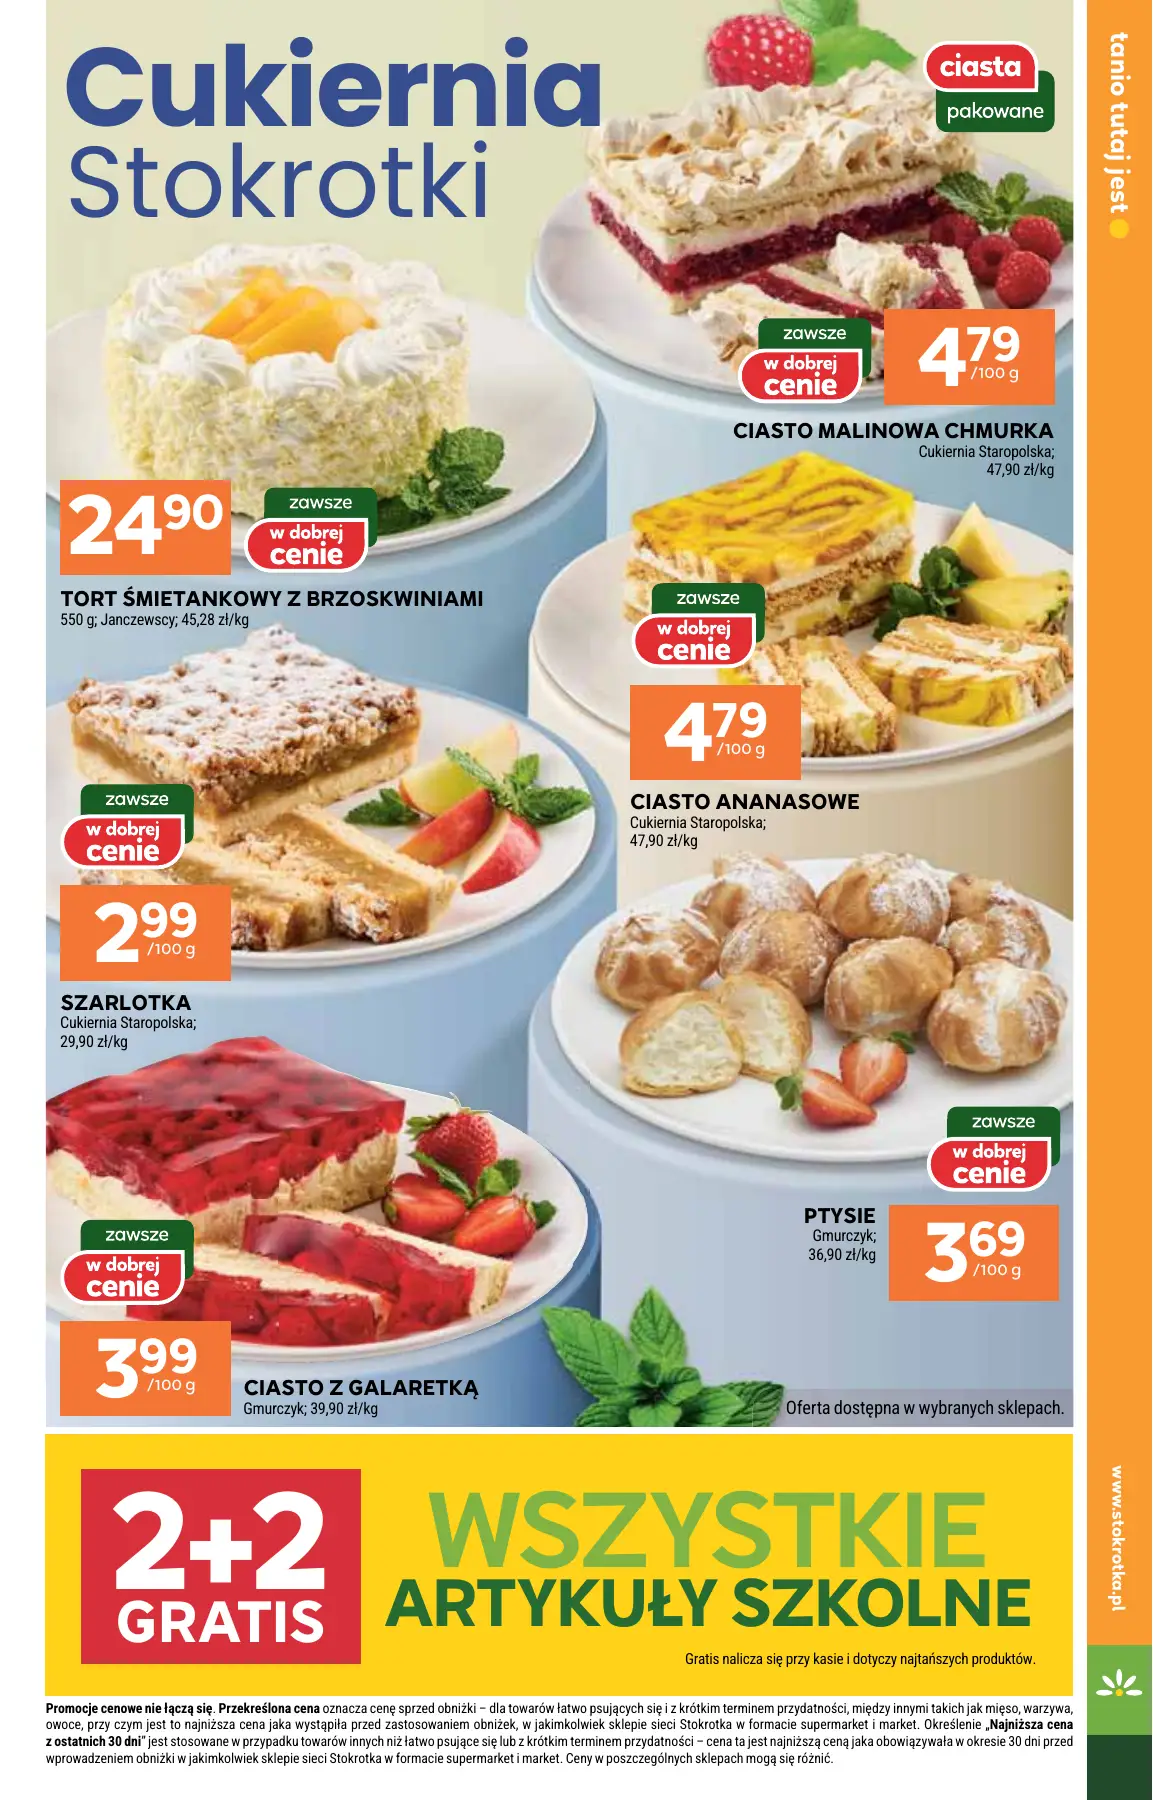 Cukiernia
Stokrotki
ciasta
pakowane
tanio tutaj jest
zawsze
w dobrej
cenie
4 79
/100 g
CIASTO MALINOWA CHMURKA
Cukiernia Staropolska;
47,90 zł/kg
24 90
zawsze
w dobrej
cenie
TORT ŚMIETANKOWY Z BRZOSKWINIAMI
550 g; Janczewscy; 45,28 zł/kg
zawsze
w dobrej
cenie
4 79
/100 g
CIASTO ANANASOWE
Cukiernia Staropolska;
47,90 zł/kg
zawsze
w dobrej
cenie
2 99
/100 g
SZARLOTKA
Cukiernia Staropolska;
29,90 zł/kg
zawsze
w dobrej
cenie
PTYSIE
Gmurczyk;
36,90 zł/kg
3 69
/100 g
zawsze
w dobrej
cenie
3 99
/100 g
CIASTO Z GALARETKĄ
Gmurczyk; 39,90 zł/kg
Oferta dostępna w wybranych sklepach.
2+2
GRATIS
WSZYSTKIE
ARTYKUŁY SZKOLNE
Gratis nalicza się przy kasie i dotyczy najtańszych produktów.
www.stokrotka.pl
Promocje cenowe nie łączą się. Przekreślona cena oznacza cenę sprzed obniżki – dla towarów łatwo psujących się i z krótkim terminem przydatności, między innymi takich jak mięso, warzywa,
owoce, przy czym jest to najniższa cena jaka wystąpiła przed zastosowaniem obniżek, w jakimkolwiek sklepie sieci Stokrotka w formacie supermarket i market. Określenie „Najniższa cena
z ostatnich 30 dni” jest stosowane w przypadku towarów innych niż łatwo psujące się lub z krótkim terminem przydatności – cena ta jest najniższą ceną jaka obowiązywała w okresie 30 dni przed
wprowadzeniem obniżki w jakimkolwiek sklepie sieci Stokrotka w formacie supermarket i market. Ceny w poszczególnych sklepach mogą się różnić.